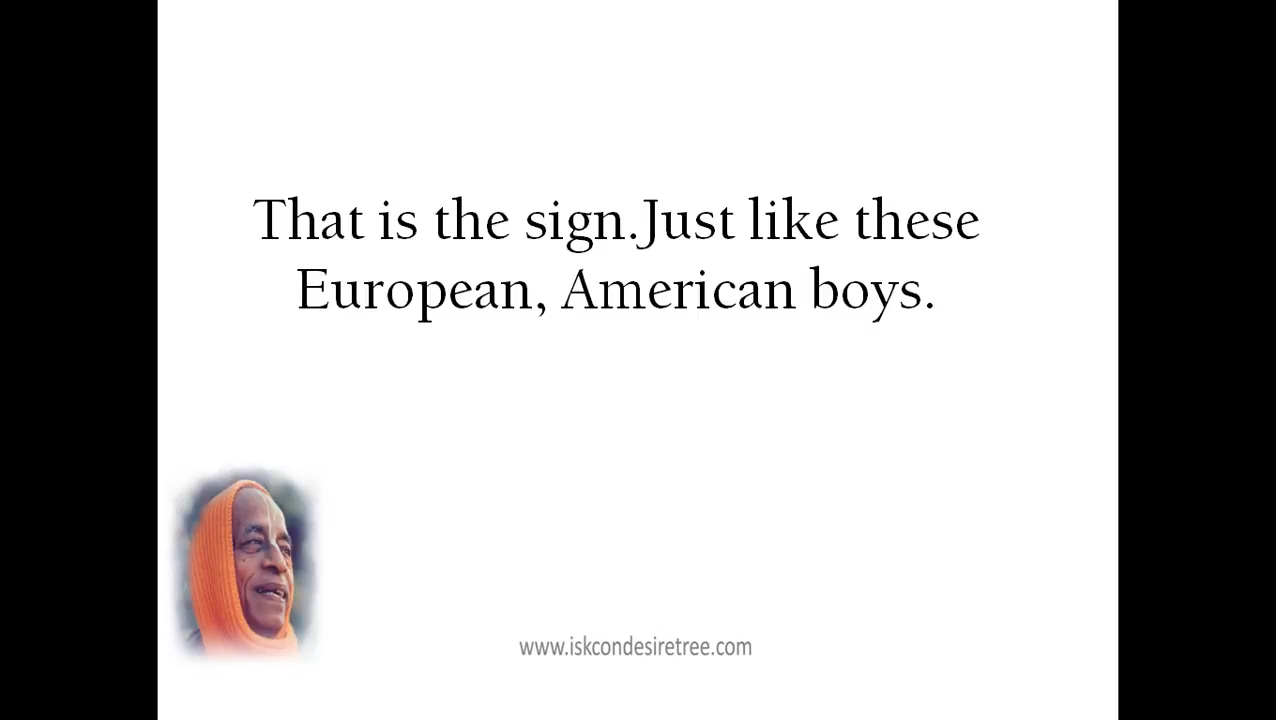 That is the sign.Just like these
European, American boys.
www.iskcondesiretree.com